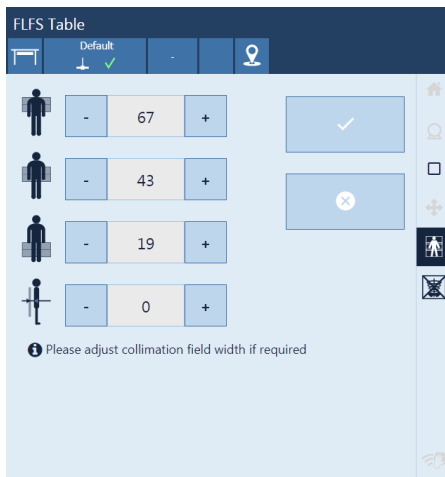 FLFS Table
Default
-
- 67 +
- 43 +
- 19 +
- 0 +
Please adjust collimation field width if required